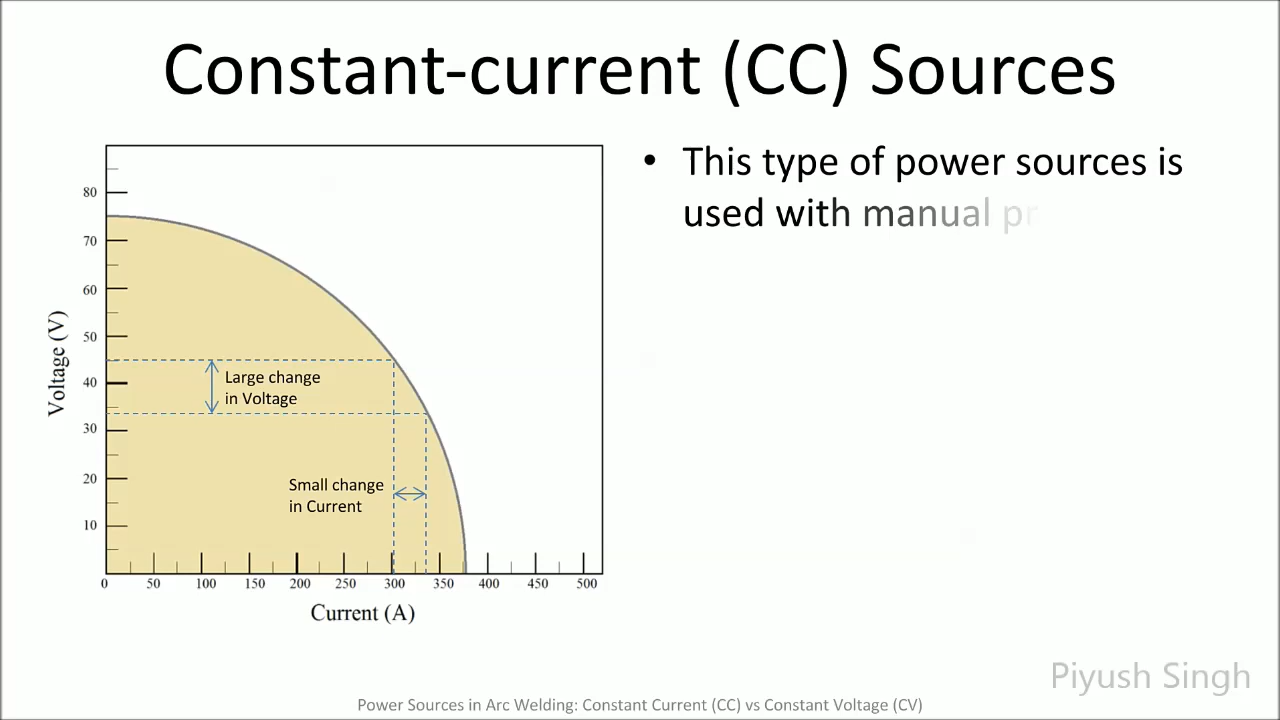 Constant-current (CC) Sources
• This type of power sources is
used with manual
80
70
60
50
40
30
20
10
Voltage (V)
Large change
in Voltage
Small change
in Current
0 50 100 150 200 250 300 350 400 450 500
Current (A)
Piyush Singh
Power Sources in Arc Welding: Constant Current (CC) vs Constant Voltage (CV)